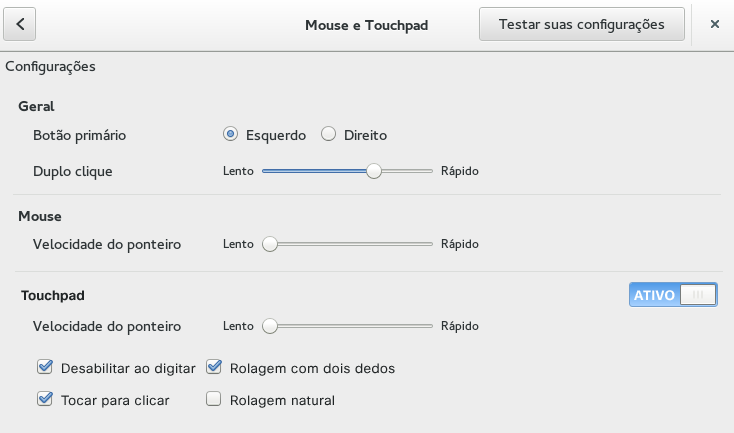 Mouse e Touchpad Testar suas configurações
Configurações
Geral
Botão primário Esquerdo Direito
Duplo clique Lento Rápido
Mouse
Velocidade do ponteiro Lento Rápido
Touchpad ATIVO
Velocidade do ponteiro Lento Rápido
Desabilitar ao digitar Rolagem com dois dedos
Tocar para clicar Rolagem natural